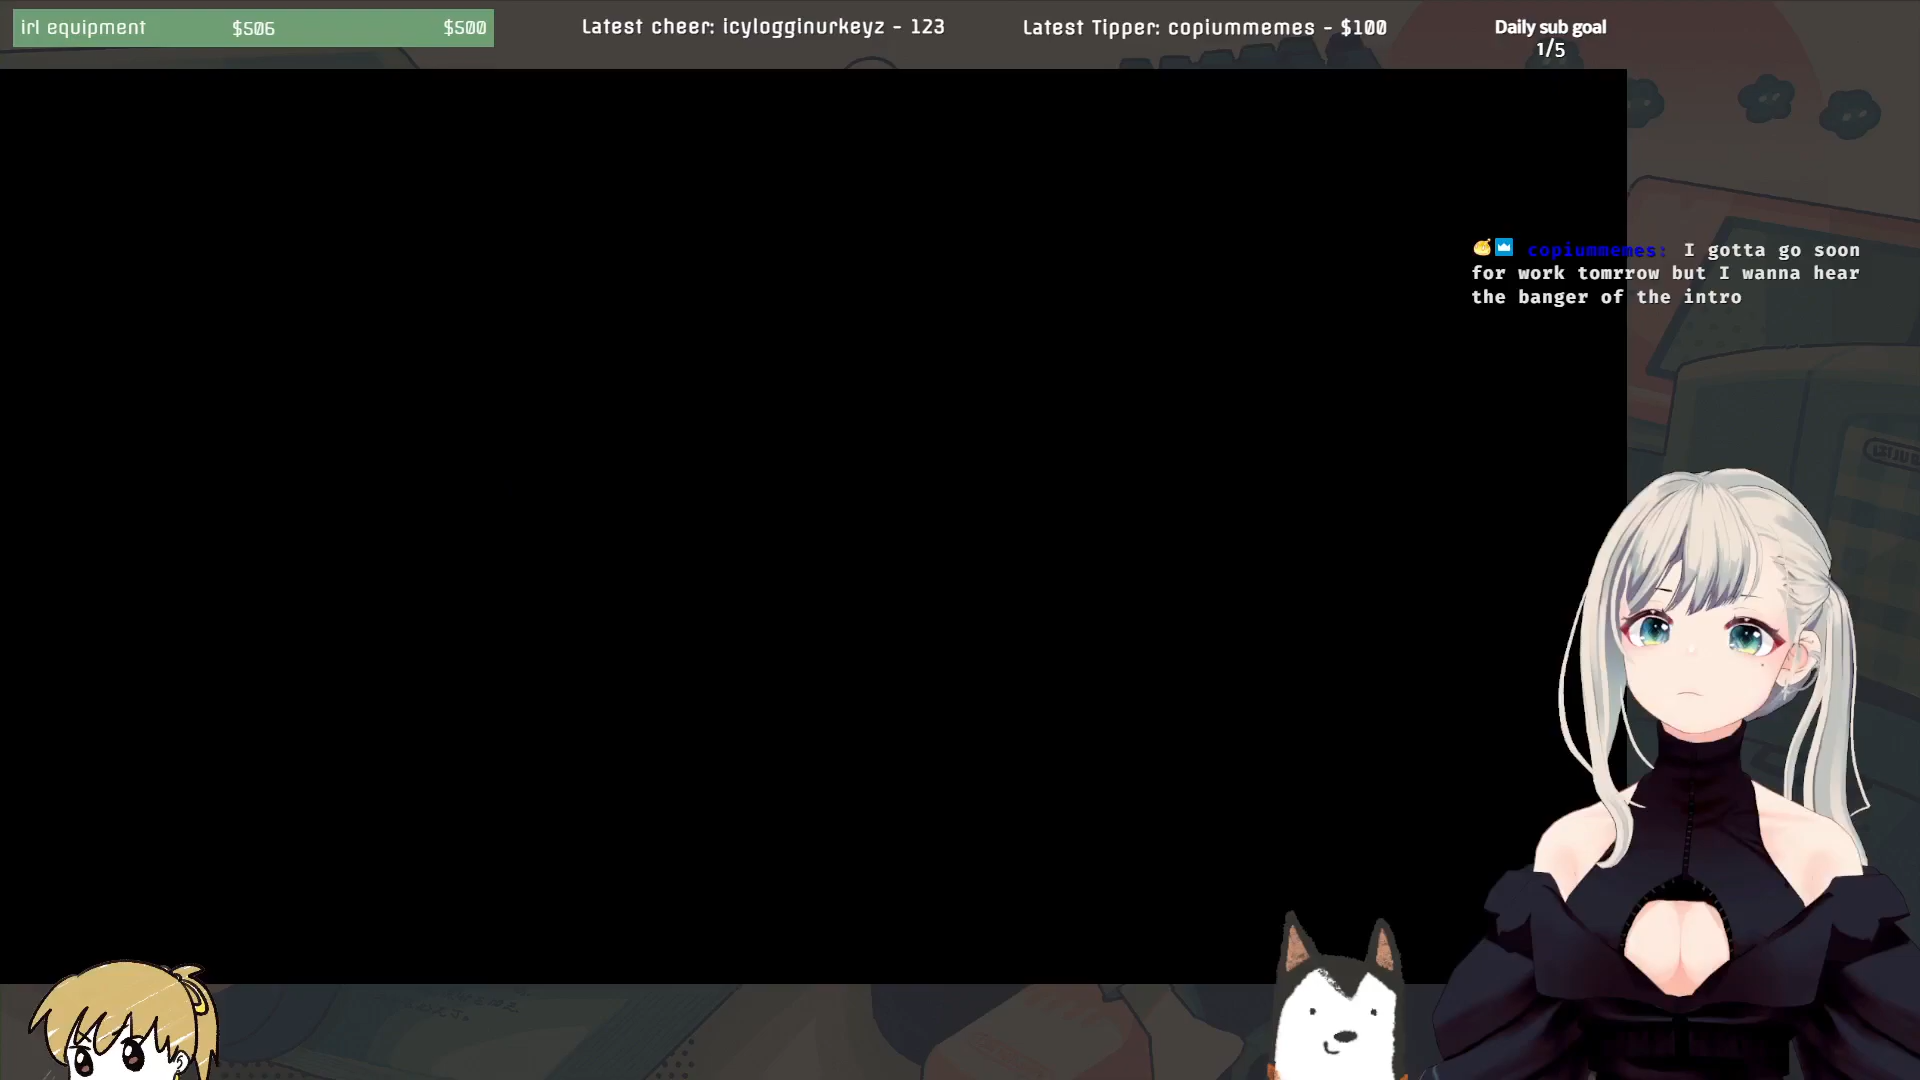 irl equipment $506 $500
Latest cheer: icylogginurkeyz - 123
Latest Tipper: copiummemes - $100
Daily sub goal
1/5
copiummemes: I gotta go soon
for work tomrrow but I wanna hear
the banger of the intro